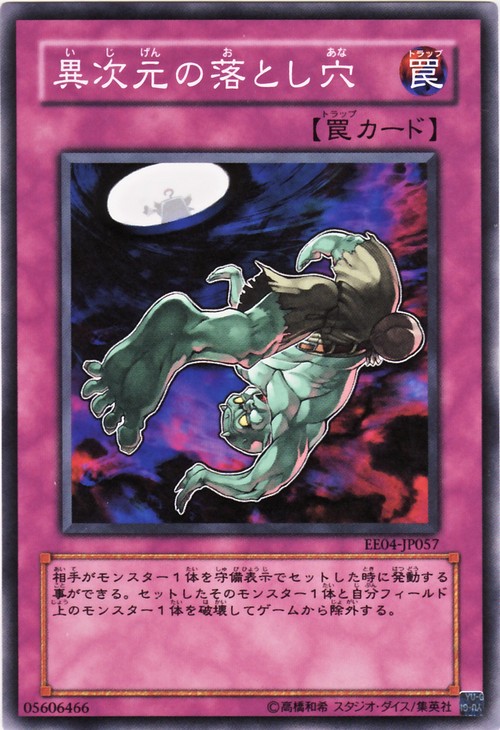 異次元の落とし穴 罠
【罠カード】
EE04-JP057
相手がモンスター1体を守備表示でセットした時に発動する
事ができる。セットしたそのモンスター1体と自分フィールド
上のモンスター1体を破壊してゲームから除外する。
05606466 ©高橋和希 スタジオ・ダイス/集英社